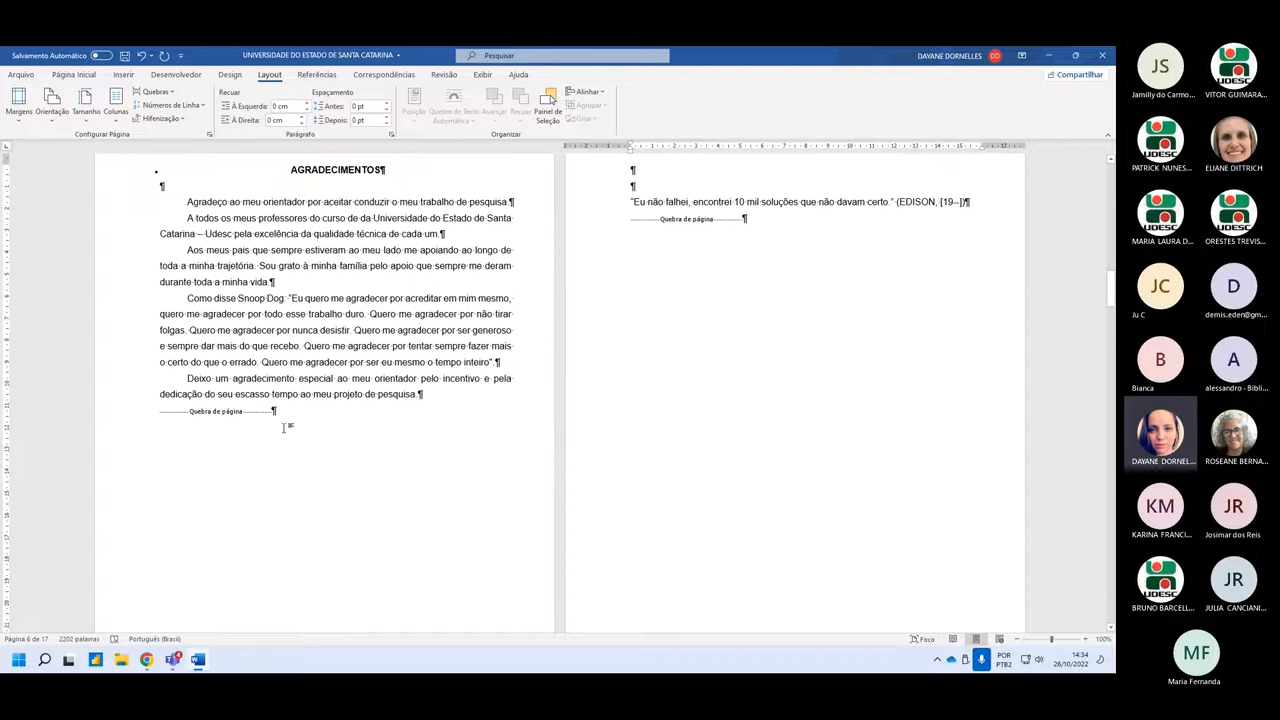 Salvamento Automático
UNIVERSIDADE DO ESTADO DE SANTA CATARINA
Pesquisar
DAYANE DORNELLES DD
Arquivo Página Inicial Inserir Desenvolvedor Design Layout Referências Correspondências Revisão Exibir Ajuda
Compartilhar
Margens Orientação Tamanho Colunas
Quebras
Números de Linha
Hifenização
Configurar Página
Recuar
À Esquerda: 0 cm
À Direita: 0 cm
Espaçamento
Antes: 0 pt
Depois: 0 pt
Parágrafo
Posição Quebra de Texto Automática Avançar Recuar Painel de Seleção
Alinhar
Agrupar
Girar
Organizar
AGRADECIMENTOS¶
¶
Agradeço ao meu orientador por aceitar conduzir o meu trabalho de pesquisa.¶
A todos os meus professores do curso de da Universidade do Estado de Santa
Catarina – Udesc pela excelência da qualidade técnica de cada um.¶
Aos meus pais que sempre estiveram ao meu lado me apoiando ao longo de
toda a minha trajetória. Sou grato à minha família pelo apoio que sempre me deram
durante toda a minha vida.¶
Como disse Snoop Dog: "Eu quero me agradecer por acreditar em mim mesmo,
quero me agradecer por todo esse trabalho duro. Quero me agradecer por não tirar
folgas. Quero me agradecer por nunca desistir. Quero me agradecer por ser generoso
e sempre dar mais do que recebo. Quero me agradecer por tentar sempre fazer mais
o certo do que o errado. Quero me agradecer por ser eu mesmo o tempo inteiro".¶
Deixo um agradecimento especial ao meu orientador pelo incentivo e pela
dedicação do seu escasso tempo ao meu projeto de pesquisa.¶
Quebra de página ¶
¶
¶
"Eu não falhei, encontrei 10 mil soluções que não davam certo." (EDISON, [19--])¶
Quebra de página ¶
Página 6 de 17 2202 palavras Português (Brasil)
Foco
100%
POR
PTB2
14:34
26/10/2022
JS
Jamilly do Carmo...
UDESC
VITOR GUIMARA...
UDESC
PATRICK NUNES...
ELIANE DITTRICH
UDESC
MARIA LAURA D...
UDESC
ORESTES TREVIS...
JC
Ju C
D
demis.eden@gm...
B
Bianca
A
alessandro - Bibli...
DAYANE DORNEL...
ROSEANE BERNA...
KM
KARINA FRANCI...
JR
Josimar dos Reis
UDESC
BRUNO BARCELL...
JR
JULIA CANCIANI...
MF
Maria Fernanda